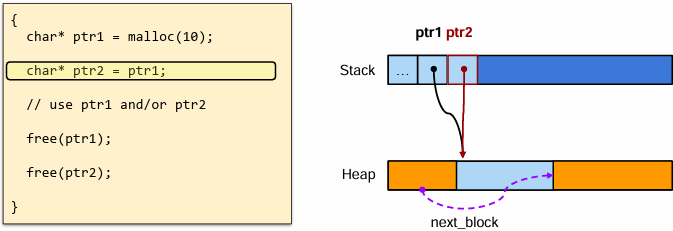 {
char* ptr1 = malloc(10);
char* ptr2 = ptr1;
// use ptr1 and/or ptr2
free(ptr1);
free(ptr2);
}
ptr1 ptr2
Stack
...
Heap
next_block